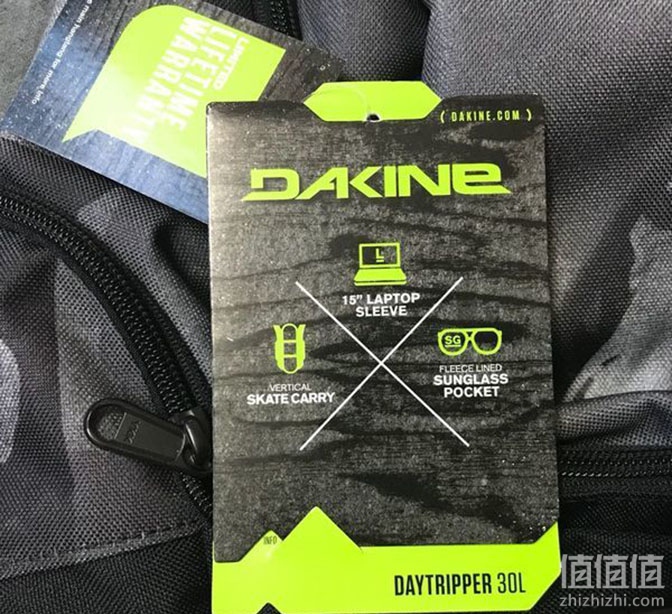 LIMITED
LIFETIME
WARRANTY
( DAKINE.COM )
DAKINE
L
15" LAPTOP
SLEEVE
VERTICAL
SKATE CARRY
SG
FLEECE LINED
SUNGLASS
POCKET
INFO
DAYTRIPPER 30L
值值值
zhizhizhi.com